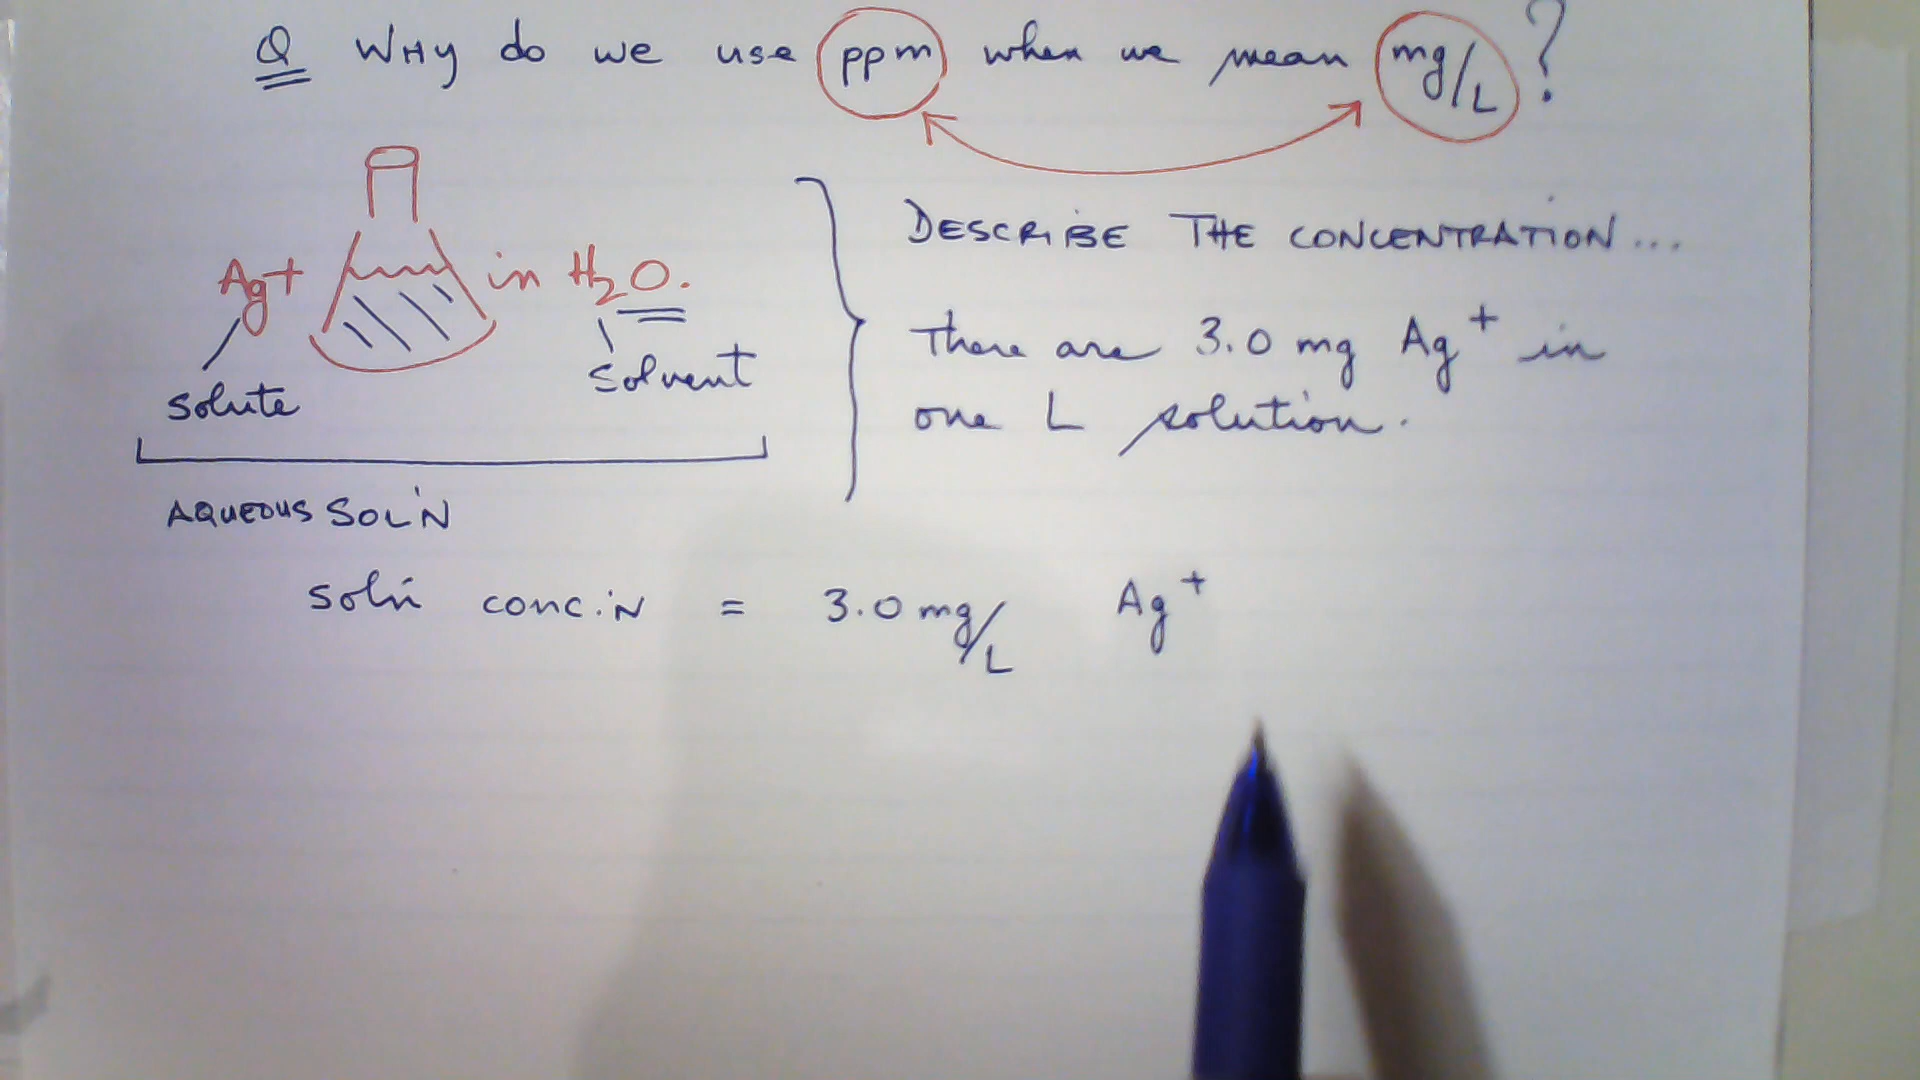 Q WHY do we use ppm when we mean mg/L ?
Ag+ in H2O.
solute
solvent
AQUEOUS SOL'N
DESCRIBE THE CONCENTRATION...
There are 3.0 mg Ag+ in
one L solution.
sol'n conc.'N = 3.0 mg/L Ag+